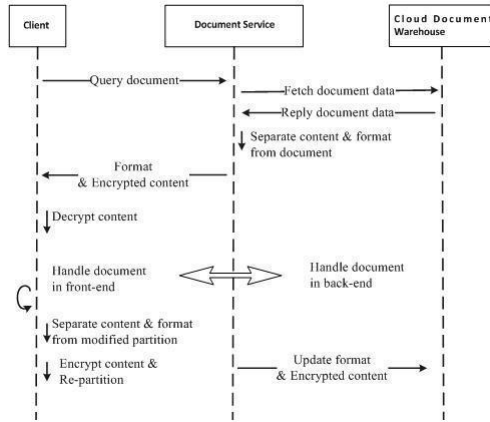 Client
Document Service
Cloud Document
Warehouse
Query document
Fetch document data
Reply document data
Separate content & format
from document
Format
& Encrypted content
Decrypt content
Handle document
in front-end
Handle document
in back-end
Separate content & format
from modified partition
Encrypt content &
Re-partition
Update format
& Encrypted content